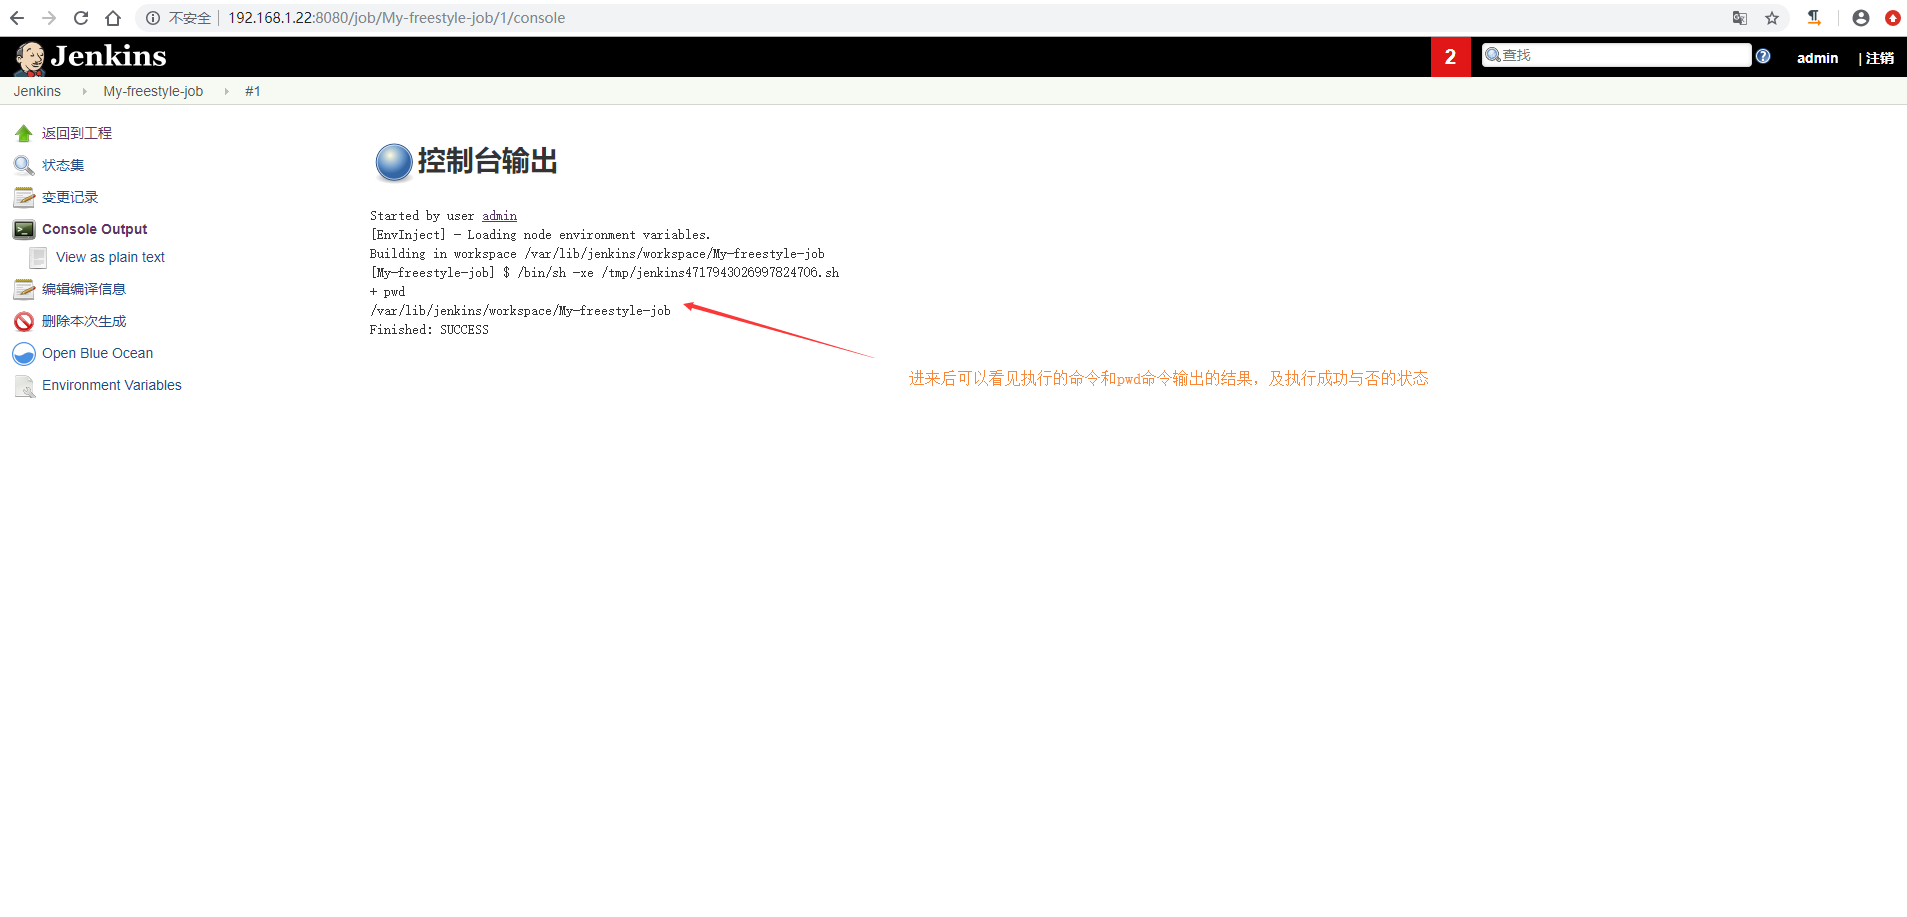 不安全 192.168.1.22:8080/job/My-freestyle-job/1/console
Jenkins 2 查找 admin | 注销
Jenkins My-freestyle-job #1
返回到工程
状态集
变更记录
Console Output
View as plain text
编辑编译信息
删除本次生成
Open Blue Ocean
Environment Variables
控制台输出
Started by user admin
[EnvInject] - Loading node environment variables.
Building in workspace /var/lib/jenkins/workspace/My-freestyle-job
[My-freestyle-job] $ /bin/sh -xe /tmp/jenkins4717943026997824706.sh
+ pwd
/var/lib/jenkins/workspace/My-freestyle-job
Finished: SUCCESS
进来后可以看见执行的命令和pwd命令输出的结果，及执行成功与否的状态